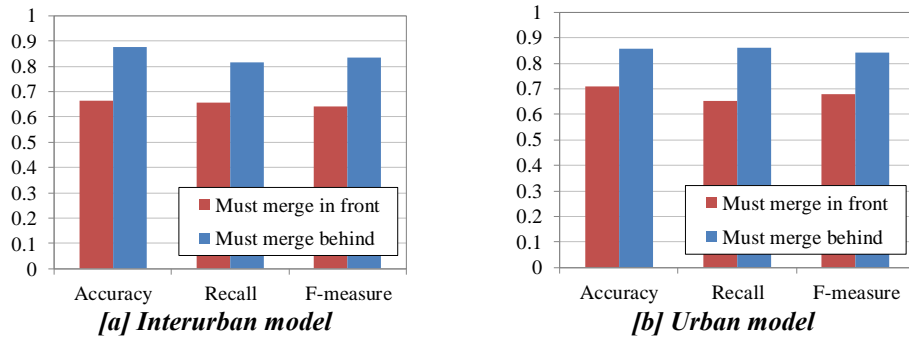 1
0.9
0.8
0.7
0.6
0.5
0.4
0.3
0.2
0.1
0
Must merge in front
Must merge behind
Accuracy Recall F-measure
[a] Interurban model
1
0.9
0.8
0.7
0.6
0.5
0.4
0.3
0.2
0.1
0
Must merge in front
Must merge behind
Accuracy Recall F-measure
[b] Urban model